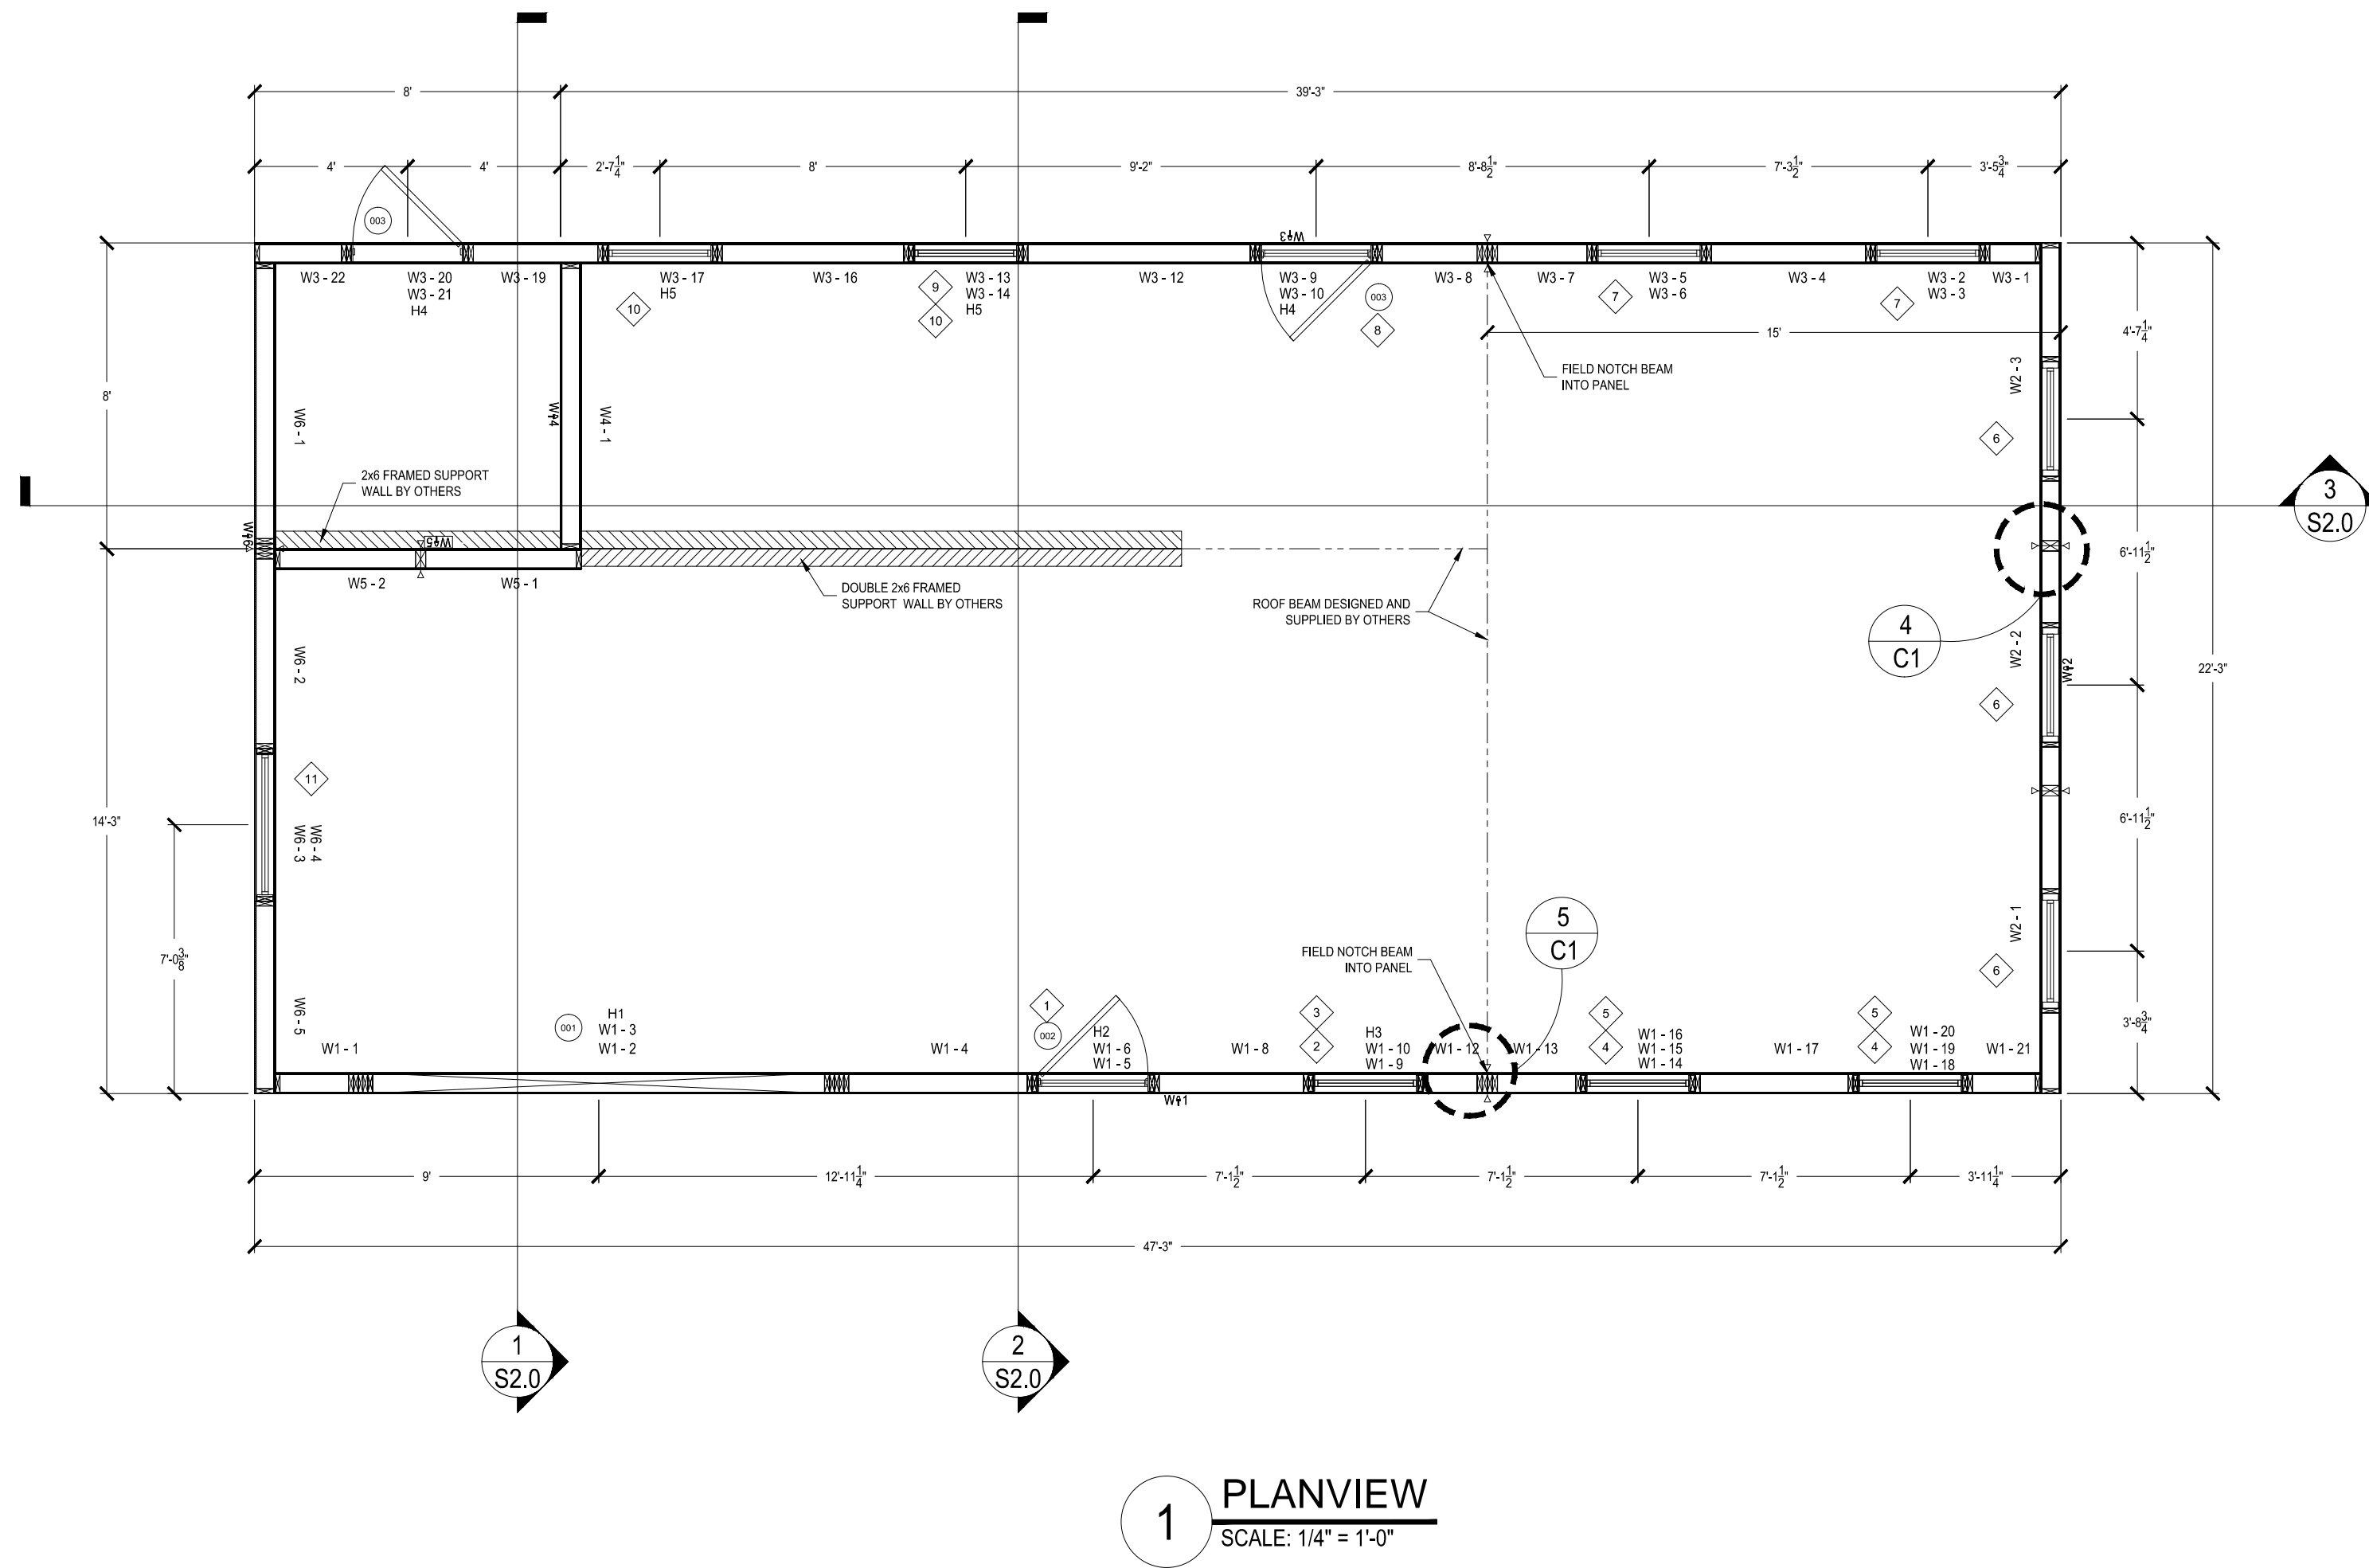 8'
39'-3"
4'
4'
2'-7 1/4"
8'
9'-2"
8'-8 1/2"
7'-3 1/2"
3'-5 3/4"
003
W3
W3 - 22
W3 - 20
W3 - 21
H4
W3 - 19
W3 - 17
H5
W3 - 16
W3 - 13
W3 - 14
H5
W3 - 12
W3 - 9
W3 - 10
H4
W3 - 8
W3 - 7
W3 - 5
W3 - 6
W3 - 4
W3 - 2
W3 - 3
W3 - 1
10
9
10
003
8
7
7
15'
4'-7 1/4"
FIELD NOTCH BEAM
INTO PANEL
W2 - 3
8'
W6 - 1
W4
W4 - 1
6
2x6 FRAMED SUPPORT
WALL BY OTHERS
3
S2.0
W6
W5
6'-11 1/2"
W5 - 2
W5 - 1
DOUBLE 2x6 FRAMED
SUPPORT WALL BY OTHERS
ROOF BEAM DESIGNED AND
SUPPLIED BY OTHERS
4
C1
W6 - 2
W2 - 2
W2
22'-3"
6
11
14'-3"
W6 - 4
W6 - 3
6'-11 1/2"
7'-0 3/8"
FIELD NOTCH BEAM
INTO PANEL
5
C1
W2 - 1
6
W6 - 5
001
H1
W1 - 3
W1 - 2
W1 - 1
W1 - 4
1
002
H2
W1 - 6
W1 - 5
W1 - 8
3
2
H3
W1 - 10
W1 - 9
W1 - 12
W1 - 13
5
4
W1 - 16
W1 - 15
W1 - 14
W1 - 17
5
4
W1 - 20
W1 - 19
W1 - 18
W1 - 21
3'-8 3/4"
W1
9'
12'-11 1/4"
7'-1 1/2"
7'-1 1/2"
7'-1 1/2"
3'-11 1/4"
47'-3"
1
S2.0
2
S2.0
1
PLANVIEW
SCALE: 1/4" = 1'-0"